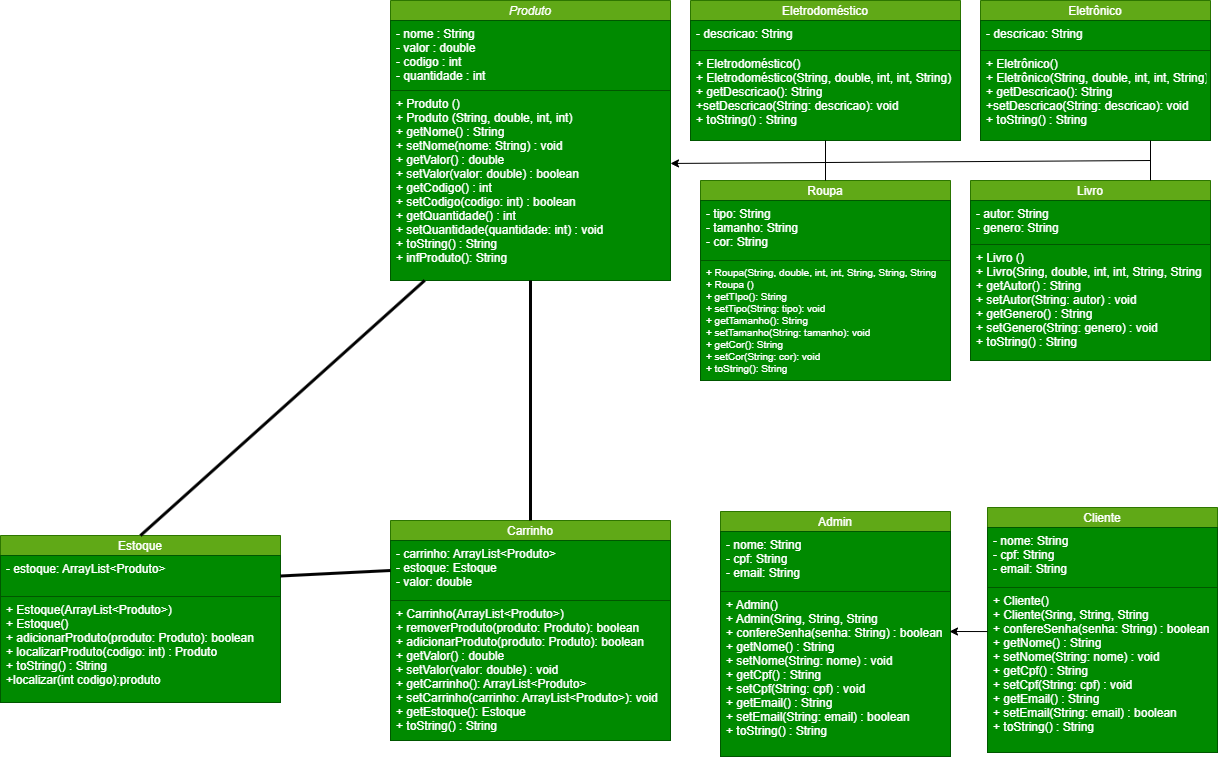 Produto
- nome : String
- valor : double
- codigo : int
- quantidade : int
+ Produto ()
+ Produto (String, double, int, int)
+ getNome() : String
+ setNome(nome: String) : void
+ getValor() : double
+ setValor(valor: double) : boolean
+ getCodigo() : int
+ setCodigo(codigo: int) : boolean
+ getQuantidade() : int
+ setQuantidade(quantidade: int) : void
+ toString() : String
+ infProduto(): String
Eletrodoméstico
- descricao: String
+ Eletrodoméstico()
+ Eletrodoméstico(String, double, int, int, String)
+ getDescricao(): String
+setDescricao(String: descricao): void
+ toString() : String
Eletrônico
- descricao: String
+ Eletrônico()
+ Eletrônico(String, double, int, int, String)
+ getDescricao(): String
+setDescricao(String: descricao): void
+ toString() : String
Roupa
- tipo: String
- tamanho: String
- cor: String
+ Roupa(String, double, int, int, String, String, String
+ Roupa ()
+ getTIpo(): String
+ setTipo(String: tipo): void
+ getTamanho(): String
+ setTamanho(String: tamanho): void
+ getCor(): String
+ setCor(String: cor): void
+ toString(): String
Livro
- autor: String
- genero: String
+ Livro ()
+ Livro(Sring, double, int, int, String, String
+ getAutor() : String
+ setAutor(String: autor) : void
+ getGenero() : String
+ setGenero(String: genero) : void
+ toString() : String
Estoque
- estoque: ArrayList<Produto>
+ Estoque(ArrayList<Produto>)
+ Estoque()
+ adicionarProduto(produto: Produto): boolean
+ localizarProduto(codigo: int) : Produto
+ toString() : String
+localizar(int codigo):produto
Carrinho
- carrinho: ArrayList<Produto>
- estoque: Estoque
- valor: double
+ Carrinho(ArrayList<Produto>)
+ removerProduto(produto: Produto): boolean
+ adicionarProduto(produto: Produto): boolean
+ getValor() : double
+ setValor(valor: double) : void
+ getCarrinho(): ArrayList<Produto>
+ setCarrinho(carrinho: ArrayList<Produto>): void
+ getEstoque(): Estoque
+ toString() : String
Admin
- nome: String
- cpf: String
- email: String
+ Admin()
+ Admin(Sring, String, String
+ confereSenha(senha: String) : boolean
+ getNome() : String
+ setNome(String: nome) : void
+ getCpf() : String
+ setCpf(String: cpf) : void
+ getEmail() : String
+ setEmail(String: email) : boolean
+ toString() : String
Cliente
- nome: String
- cpf: String
- email: String
+ Cliente()
+ Cliente(Sring, String, String
+ confereSenha(senha: String) : boolean
+ getNome() : String
+ setNome(String: nome) : void
+ getCpf() : String
+ setCpf(String: cpf) : void
+ getEmail() : String
+ setEmail(String: email) : boolean
+ toString() : String